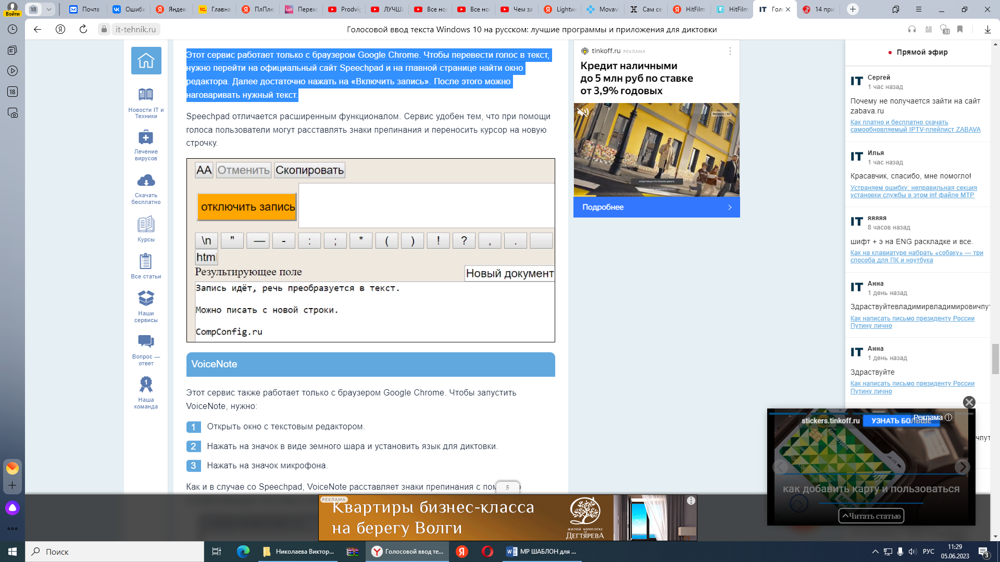 Войти
18
Почта
Ошибк
Яндек
Главна
ПлПлк
Перехо
Prodvig
ЛУЧШИ
Все но
Все но
Чем за
Lightwo
Movavi
Сам се
HitFilm
HitFilm
Голо
14 при
it-tehnik.ru
Голосовой ввод текста Windows 10 на русском: лучшие программы и приложения для диктовки
33
18
Новости IT и
Техники
Лечение
вирусов
Скачать
бесплатно
Курсы
Все статьи
Наши
сервисы
Вопрос —
ответ
Наша
команда
Этот сервис работает только с браузером Google Chrome. Чтобы перевести голос в текст,
нужно перейти на официальный сайт Speechpad и на главной странице найти окно
редактора. Далее достаточно нажать на «Включить запись». После этого можно
наговаривать нужный текст.
Speechpad отличается расширенным функционалом. Сервис удобен тем, что при помощи
голоса пользователи могут расставлять знаки препинания и переносить курсор на новую
строчку.
AA Отменить Скопировать
отключить запись
\n " — - : ; * ( ) ! ? , .
html
Результирующее поле
Новый документ
Запись идёт, речь преобразуется в текст.
Можно писать с новой строки.
CompConfig.ru
VoiceNote
Этот сервис также работает только с браузером Google Chrome. Чтобы запустить
VoiceNote, нужно:
1 Открыть окно с текстовым редактором.
2 Нажать на значок в виде земного шара и установить язык для диктовки.
3 Нажать на значок микрофона.
Как и в случае со Speechpad, VoiceNote расставляет знаки препинания с пом
5
tinkoff.ru РЕКЛАМА
Кредит наличными
до 5 млн руб по ставке
от 3,9% годовых
Подробнее
Прямой эфир
IT Сергей
1 час назад
Почему не получается зайти на сайт
zabava.ru
Как платно и бесплатно скачать
самообновляемый IPTV-плейлист ZABAVA
IT Илья
1 час назад
Красавчик, спасибо, мне помогло!
Устраняем ошибку: неправильная секция
установки службы в этом inf файле MTP
IT яяяяя
8 часов назад
шифт + э на ENG раскладке и все.
Как на клавиатуре набрать «собаку» — три
способа для ПК и ноутбука
IT Анна
1 день назад
Здраствуйтевладимирвладимировичпут
Как написать письмо президенту России
Путину лично
IT Анна
1 день назад
Здраствуйте
Как написать письмо президенту России
Путину лично
чпут
stickers.tinkoff.ru УЗНАТЬ БОЛЬШЕ
Реклама
как добавить карту и пользоваться
Читать статью
РЕКЛАМА
Квартиры бизнес-класса
на берегу Волги
ЖИЛОЙ КОМПЛЕКС
ДЕГТЯРЕВА
Поиск
Николаева Виктор...
Голосовой ввод те...
МР ШАБЛОН для ...
РУС
11:29
05.06.2023
3